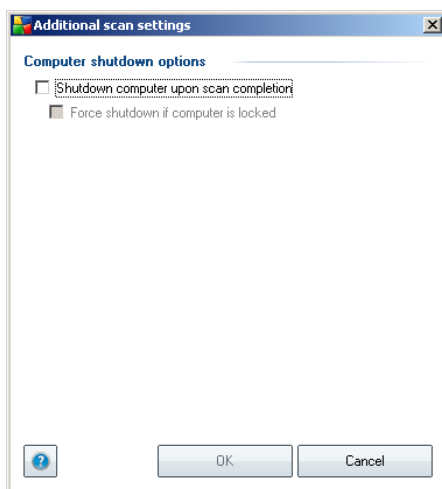 Additional scan settings
Computer shutdown options
Shutdown computer upon scan completion
Force shutdown if computer is locked
?
OK
Cancel